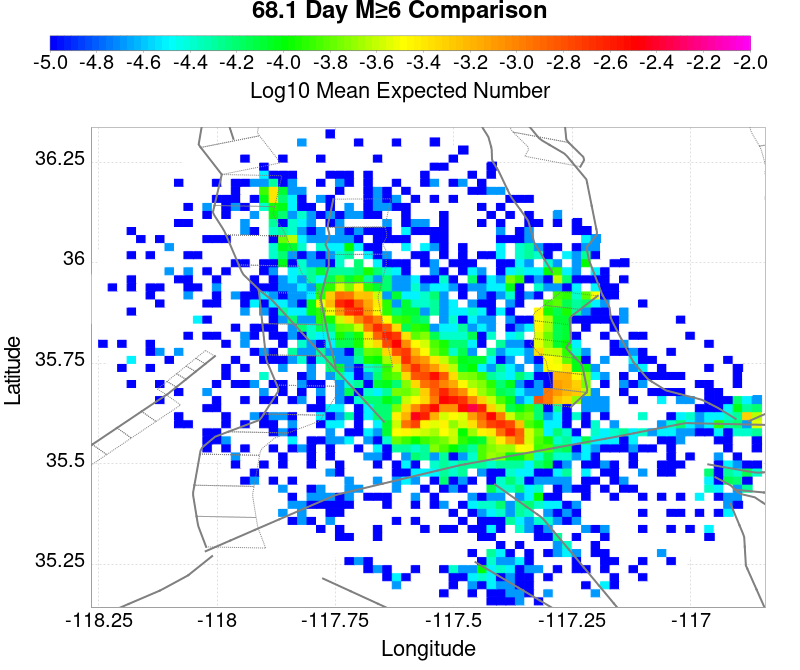 68.1 Day M≥6 Comparison
-5.0 -4.8 -4.6 -4.4 -4.2 -4.0 -3.8 -3.6 -3.4 -3.2 -3.0 -2.8 -2.6 -2.4 -2.2 -2.0
Log10 Mean Expected Number
36.25
36
35.75
35.5
35.25
Latitude
-118.25 -118 -117.75 -117.5 -117.25 -117
Longitude